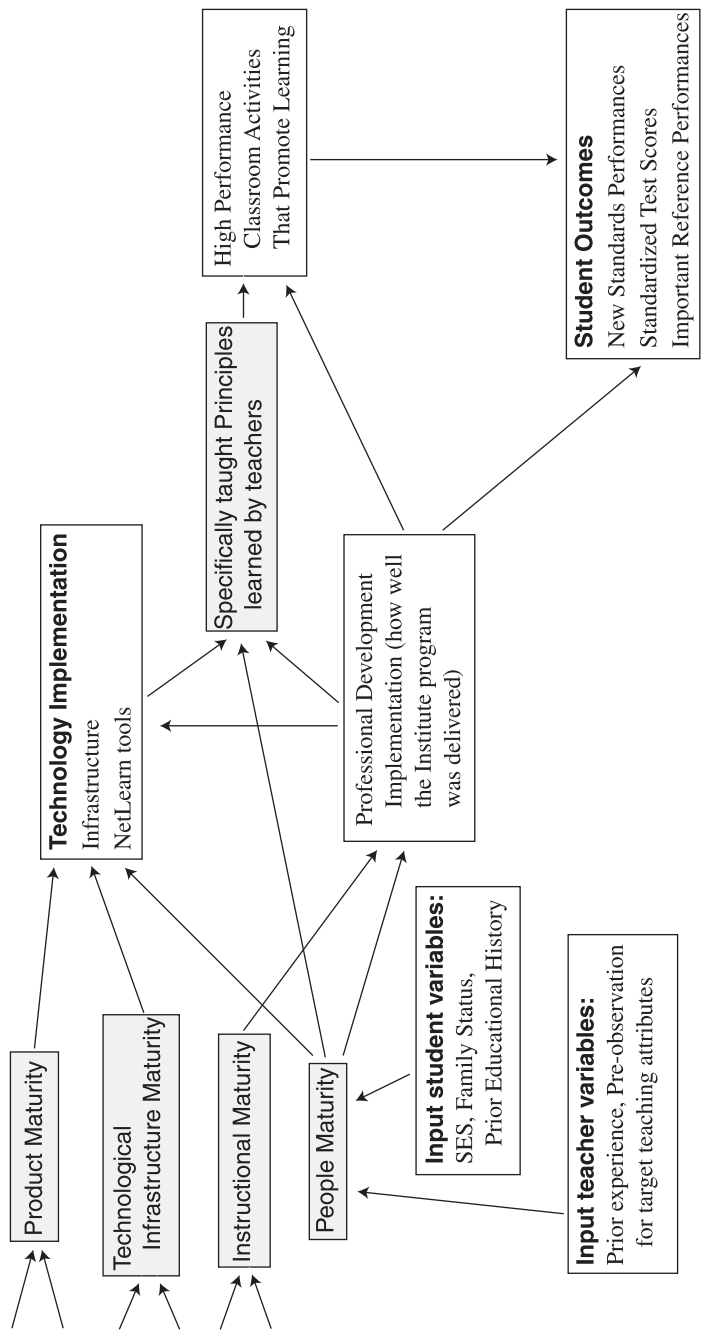 Product Maturity
Technological
Infrastructure Maturity
Instructional Maturity
People Maturity
Input student variables:
SES, Family Status,
Prior Educational History
Input teacher variables:
Prior experience, Pre-observation
for target teaching attributes
Technology Implementation
Infrastructure
NetLearn tools
Professional Development
Implementation (how well
the Institute program
was delivered)
Specifically taught Principles
learned by teachers
High Performance
Classroom Activities
That Promote Learning
Student Outcomes
New Standards Performances
Standardized Test Scores
Important Reference Performances